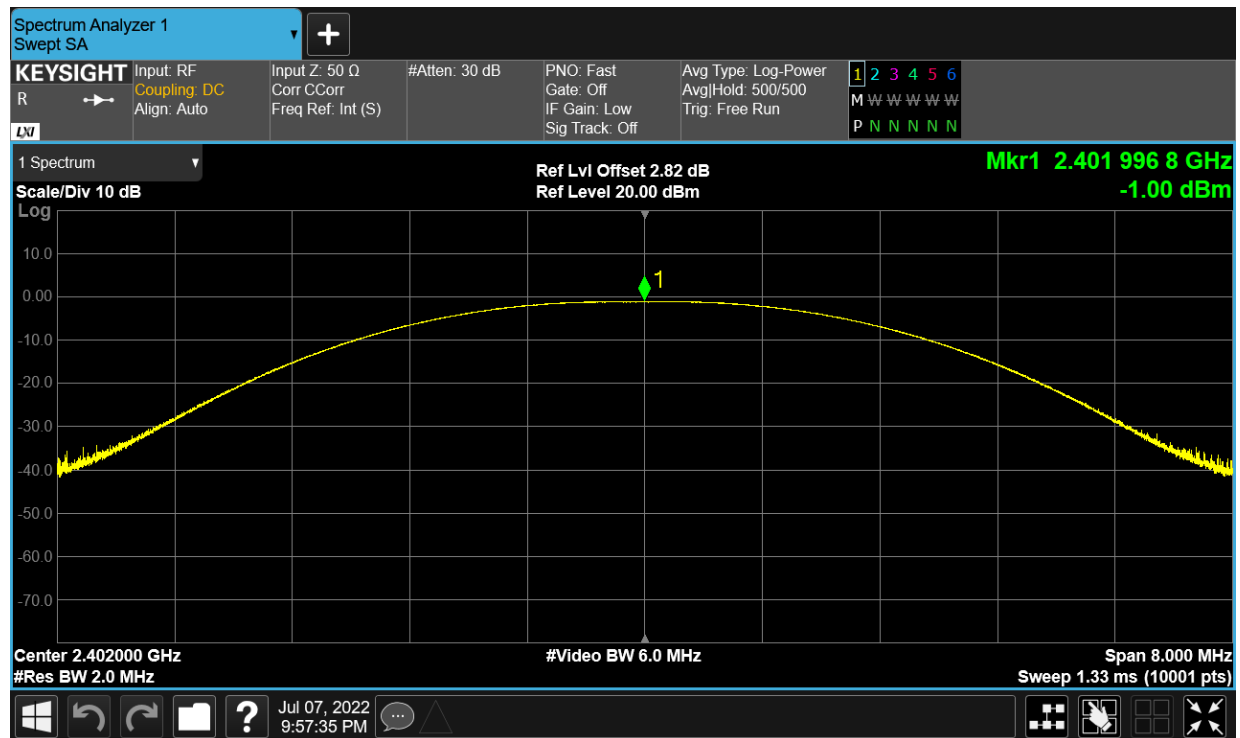 Spectrum Analyzer 1
Swept SA
KEYSIGHT
R
LXI
Input: RF
Coupling: DC
Align: Auto
Input Z: 50 Ω
Corr CCorr
Freq Ref: Int (S)
#Atten: 30 dB
PNO: Fast
Gate: Off
IF Gain: Low
Sig Track: Off
Avg Type: Log-Power
Avg|Hold: 500/500
Trig: Free Run
1 2 3 4 5 6
M W W W W W
P N N N N N
1 Spectrum
Scale/Div 10 dB
Ref Lvl Offset 2.82 dB
Ref Level 20.00 dBm
Mkr1 2.401 996 8 GHz
-1.00 dBm
Log
10.0
0.00
-10.0
-20.0
-30.0
-40.0
-50.0
-60.0
-70.0
1
Center 2.402000 GHz
#Res BW 2.0 MHz
#Video BW 6.0 MHz
Span 8.000 MHz
Sweep 1.33 ms (10001 pts)
?
Jul 07, 2022
9:57:35 PM